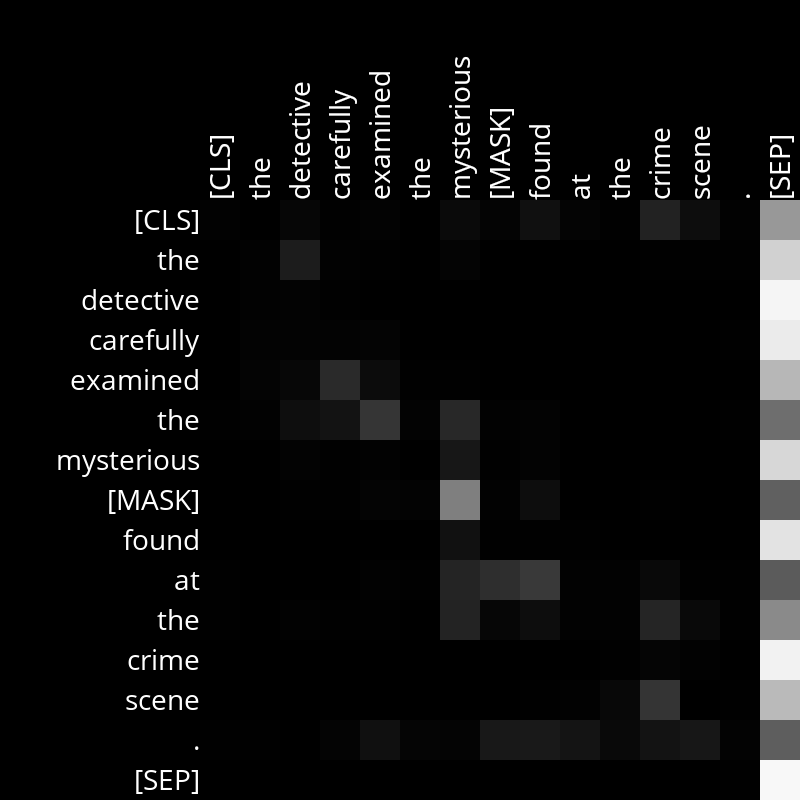 [CLS]
the
detective
carefully
examined
the
mysterious
[MASK]
found
at
the
crime
scene
.
[SEP]
[CLS]
the
detective
carefully
examined
the
mysterious
[MASK]
found
at
the
crime
scene
.
[SEP]